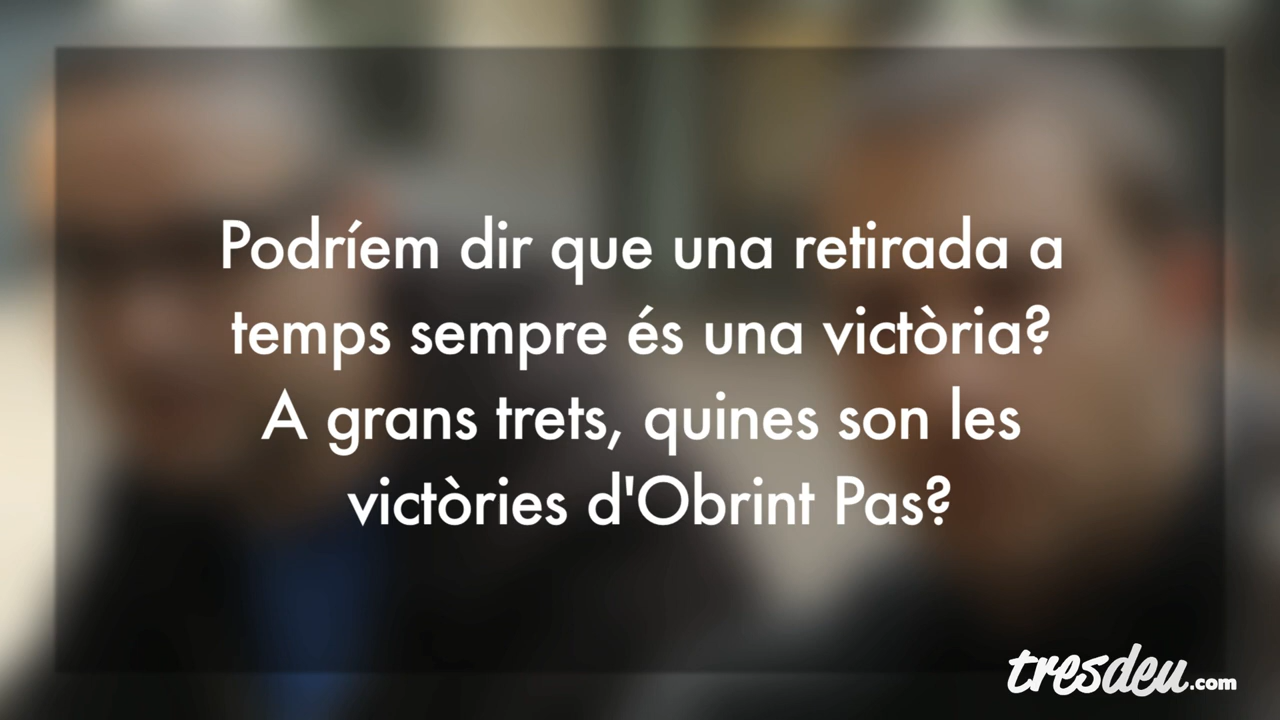 Podríem dir que una retirada a
temps sempre és una victòria?
A grans trets, quines son les
victòries d'Obrint Pas?
tresdeu.com